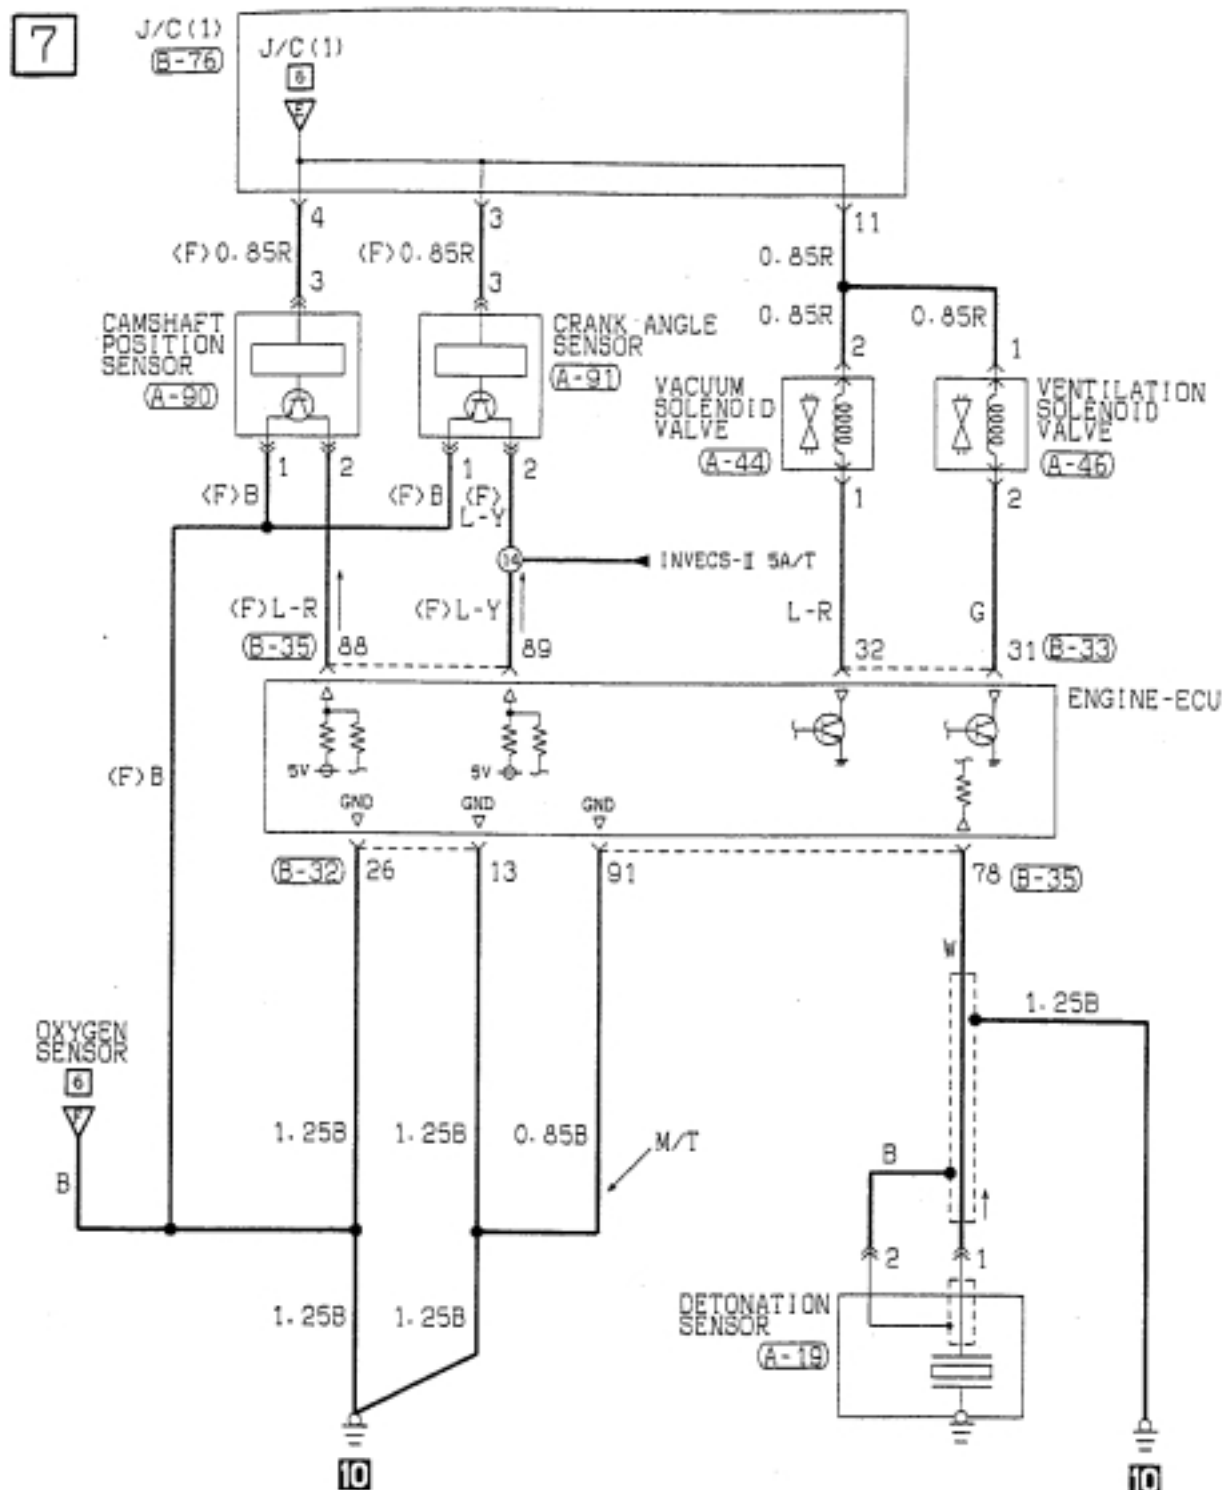 7
J/C(1)
B-76
J/C(1)
6
E
4
3
11
(F)0.85R
(F)0.85R
0.85R
3
3
0.85R
0.85R
CAMSHAFT
POSITION
SENSOR
A-90
CRANK ANGLE
SENSOR
A-91
2
1
VACUUM
SOLENOID
VALVE
A-44
VENTILATION
SOLENOID
VALVE
A-46
1
2
1
2
1
2
(F)B
(F)B
(F)
L-Y
14
INVECS-II 5A/T
(F)L-R
(F)L-Y
L-R
G
B-35
88
89
32
31
B-33
ENGINE-ECU
5V
5V
(F)B
GND
GND
GND
B-32
26
13
91
78
B-35
W
1.25B
OXYGEN
SENSOR
6
F
1.25B
1.25B
0.85B
M/T
B
B
2
1
1.25B
1.25B
DETONATION
SENSOR
A-19
10
10